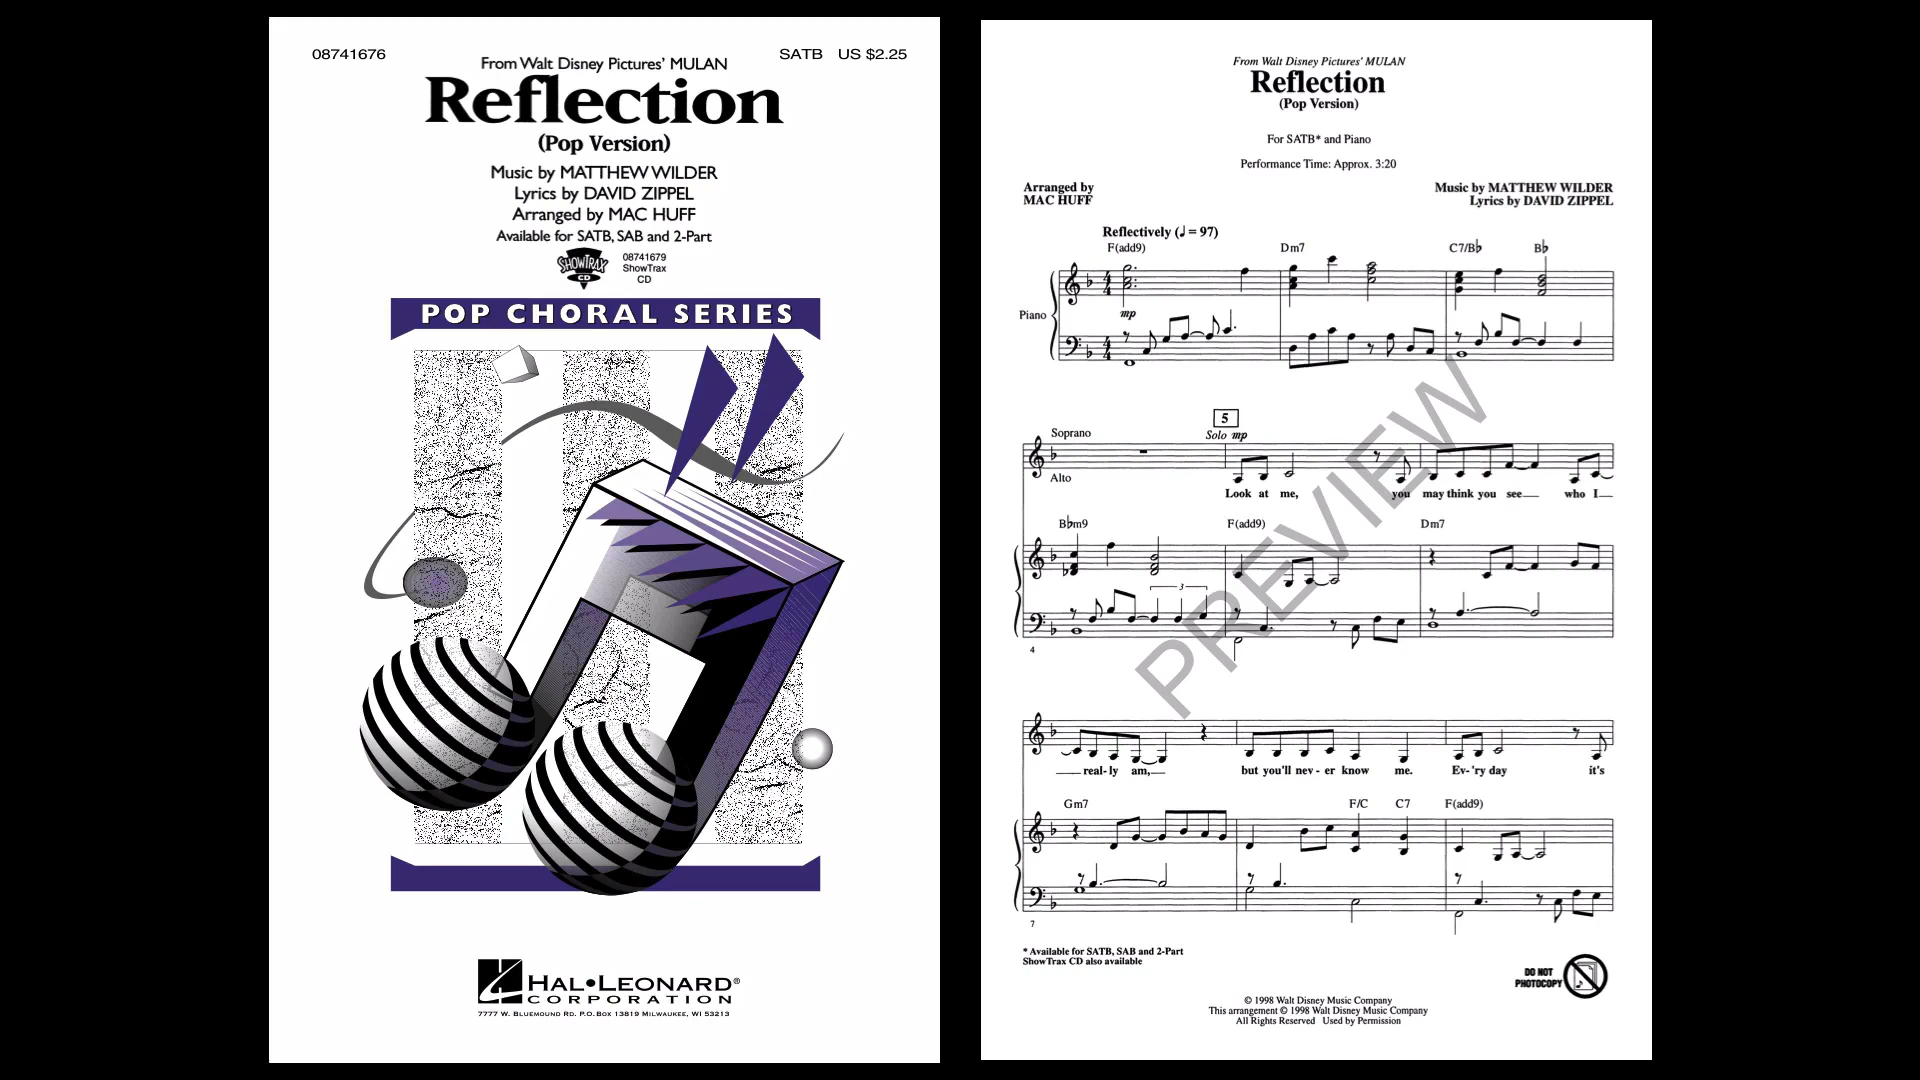 08741676
SATB US $2.25
From Walt Disney Pictures' MULAN
Reflection
(Pop Version)
Music by MATTHEW WILDER
Lyrics by DAVID ZIPPEL
Arranged by MAC HUFF
Available for SATB, SAB and 2-Part
SHOWTRAX
CD
08741679
ShowTrax
CD
POP CHORAL SERIES
HAL•LEONARD®
CORPORATION
7777 W. BLUEMOUND RD. P.O. BOX 13819 MILWAUKEE, WI 53213
From Walt Disney Pictures' MULAN
Reflection
(Pop Version)
For SATB* and Piano
Performance Time: Approx. 3:20
Arranged by
MAC HUFF
Music by MATTHEW WILDER
Lyrics by DAVID ZIPPEL
Reflectively (♩ = 97)
F(add9) Dm7 C7/B♭ B♭
Piano
mp
5
Soprano
Solo mp
Alto
Look at me, you may think you see who I
B♭m9 F(add9) Dm7
3
4
PREVIEW
real-ly am, but you'll nev-er know me. Ev-'ry day it's
Gm7 F/C C7 F(add9)
7
* Available for SATB, SAB and 2-Part
ShowTrax CD also available
DO NOT
PHOTOCOPY
© 1998 Walt Disney Music Company
This arrangement © 1998 Walt Disney Music Company
All Rights Reserved Used by Permission